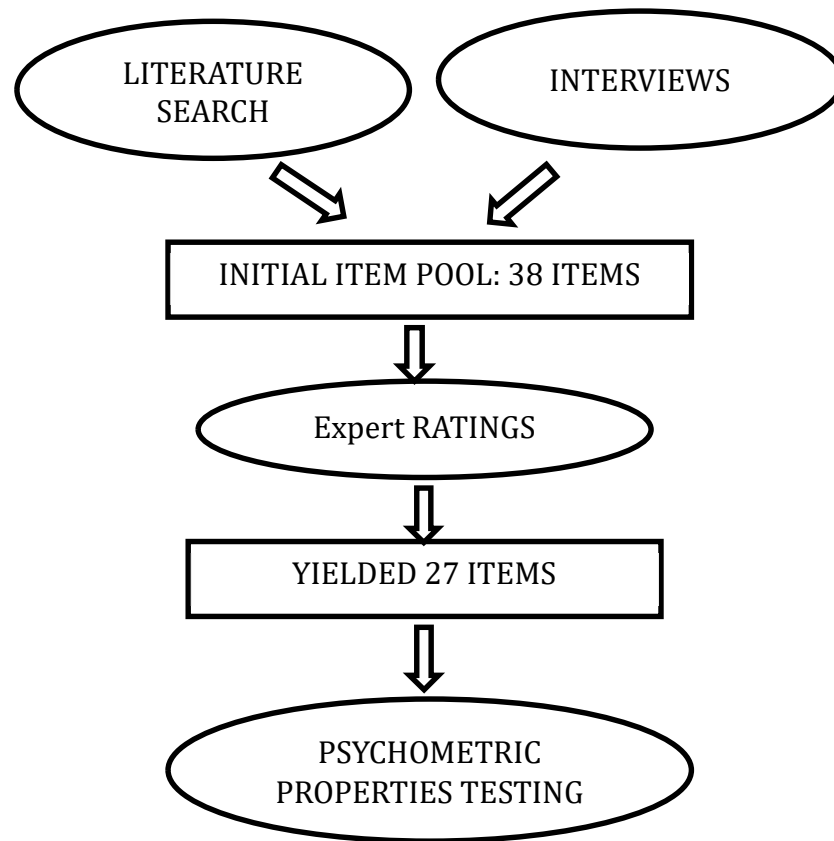 LITERATURE
SEARCH
INTERVIEWS
INITIAL ITEM POOL: 38 ITEMS
Expert RATINGS
YIELDED 27 ITEMS
PSYCHOMETRIC
PROPERTIES TESTING